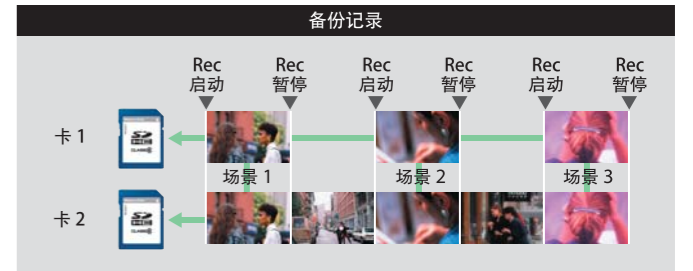 备份记录
Rec Rec Rec Rec Rec Rec
启动 暂停 启动 暂停 启动 暂停
卡 1
场景 1 场景 2 场景 3
卡 2